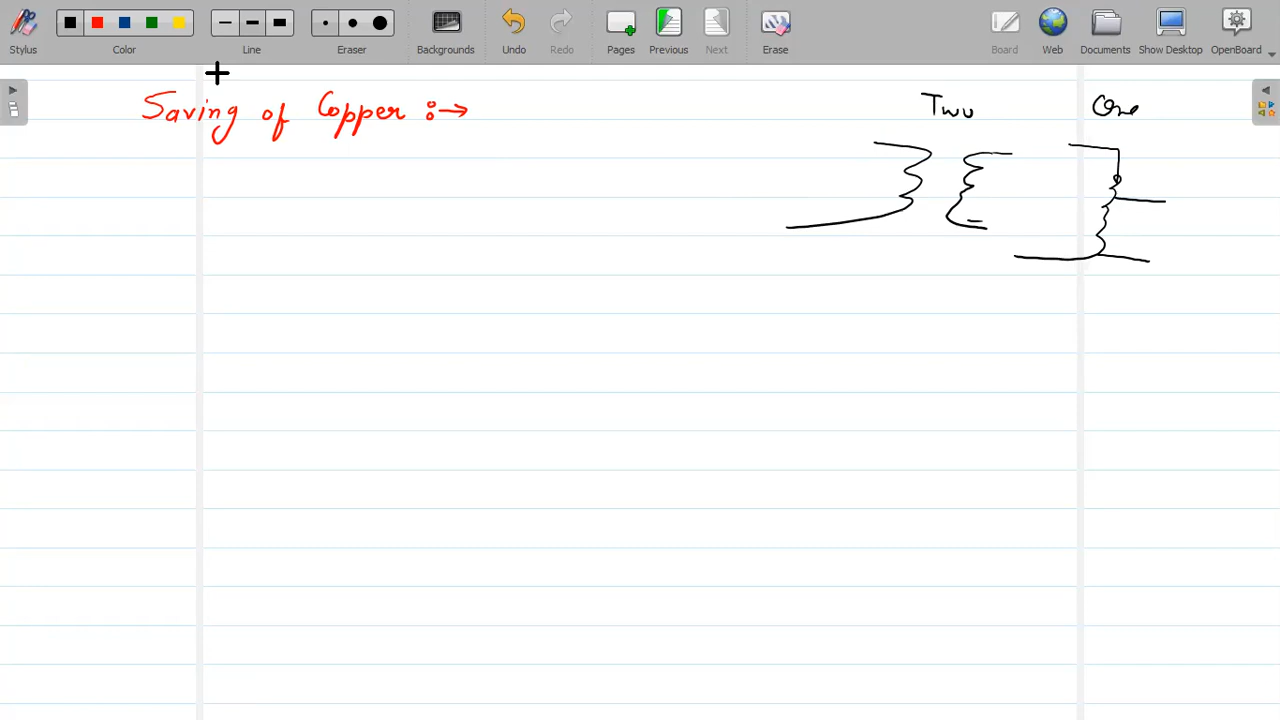 Stylus Color Line Eraser Backgrounds Undo Redo Pages Previous Next Erase Board Web Documents Show Desktop OpenBoard
Saving of Copper :→
Two
One